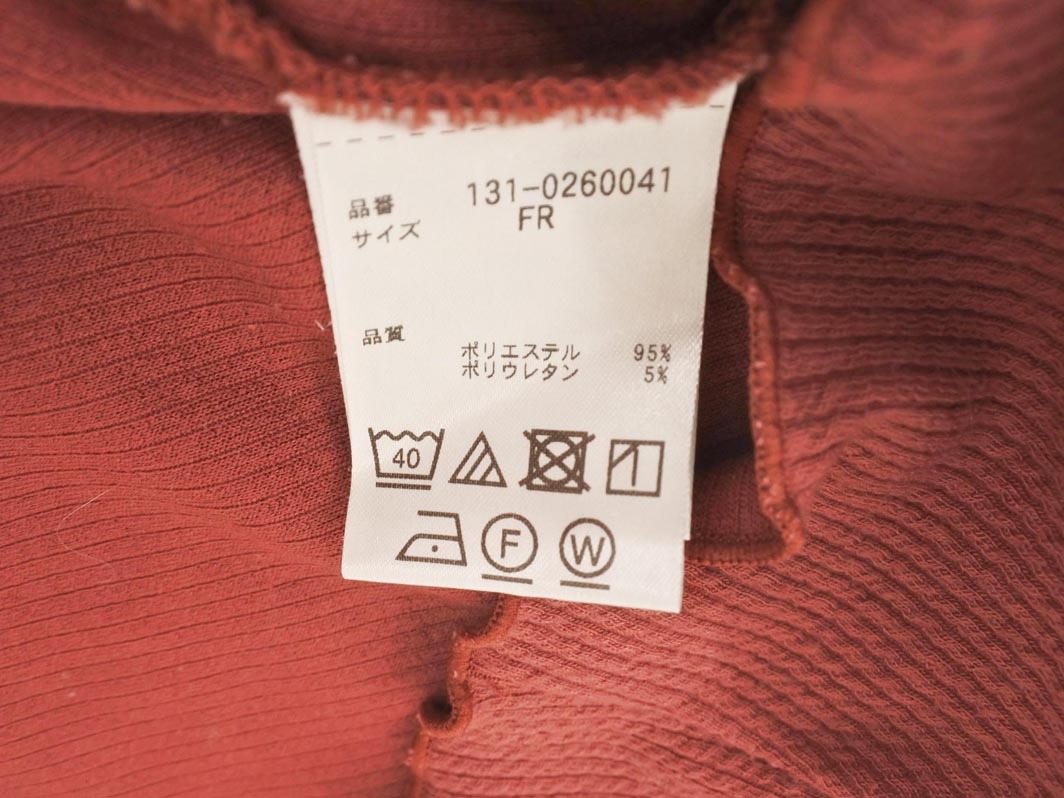 品番 131-0260041
サイズ FR
品質
ポリエステル 95%
ポリウレタン 5%
40
F W